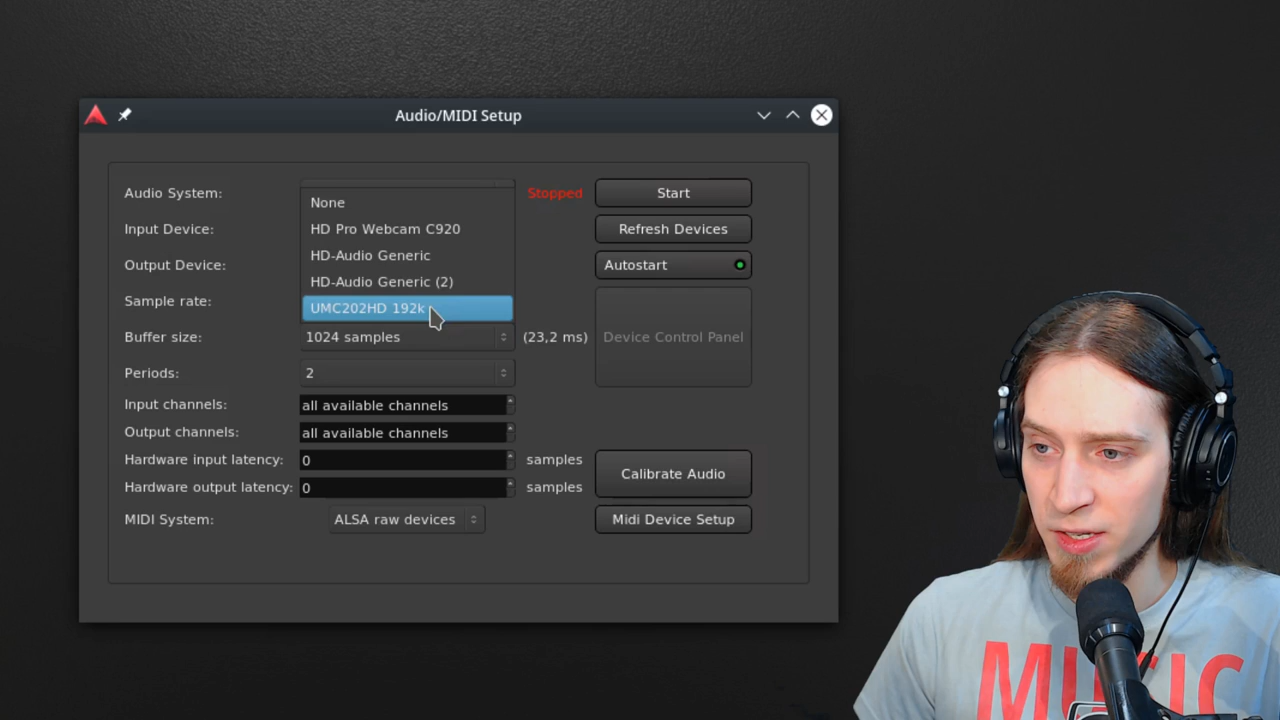 Audio/MIDI Setup
Audio System:
Stopped
Start
None
Input Device:
HD Pro Webcam C920
Refresh Devices
HD-Audio Generic
Output Device:
Autostart
HD-Audio Generic (2)
Sample rate:
UMC202HD 192k
Buffer size:
1024 samples
(23,2 ms)
Device Control Panel
Periods:
2
Input channels:
all available channels
Output channels:
all available channels
Hardware input latency:
0
samples
Calibrate Audio
Hardware output latency:
0
samples
MIDI System:
ALSA raw devices
Midi Device Setup
MUSIC